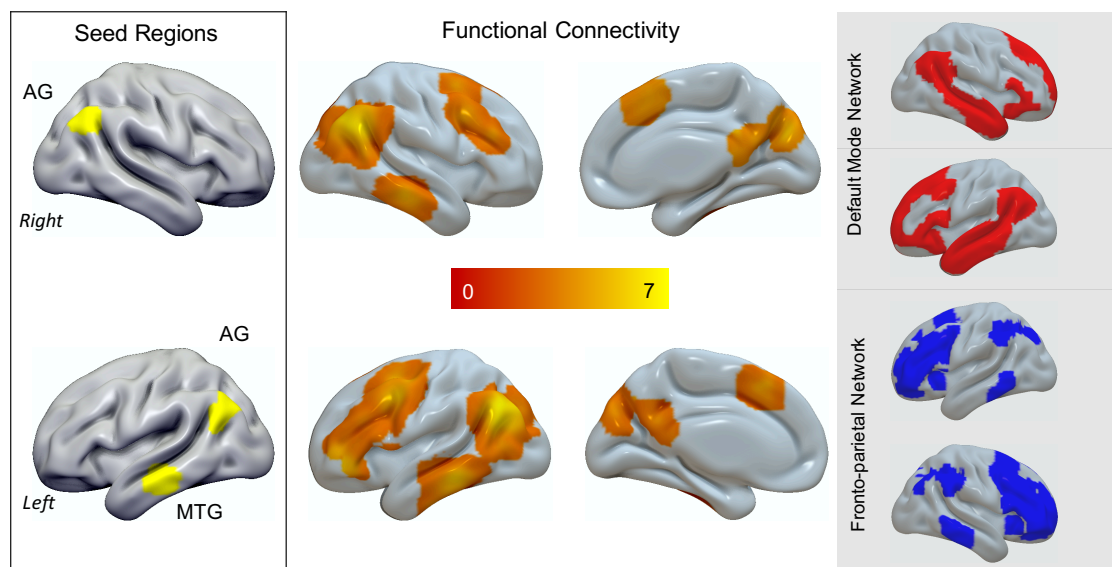 Seed Regions
AG
Right
AG
Left
MTG
Functional Connectivity
0
7
Default Mode Network
Fronto-parietal Network